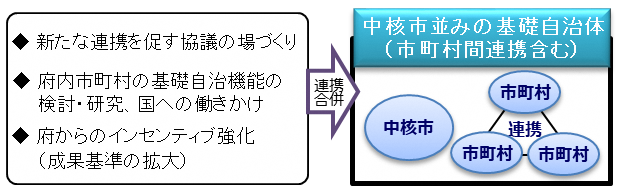 ◆ 新たな連携を促す協議の場づくり
◆ 府内市町村の基礎自治機能の
検討・研究、国への働きかけ
◆ 府からのインセンティブ強化
（成果基準の拡大）
連携
合併
中核市並みの基礎自治体
（市町村間連携含む）
中核市
市町村
連携
市町村
市町村